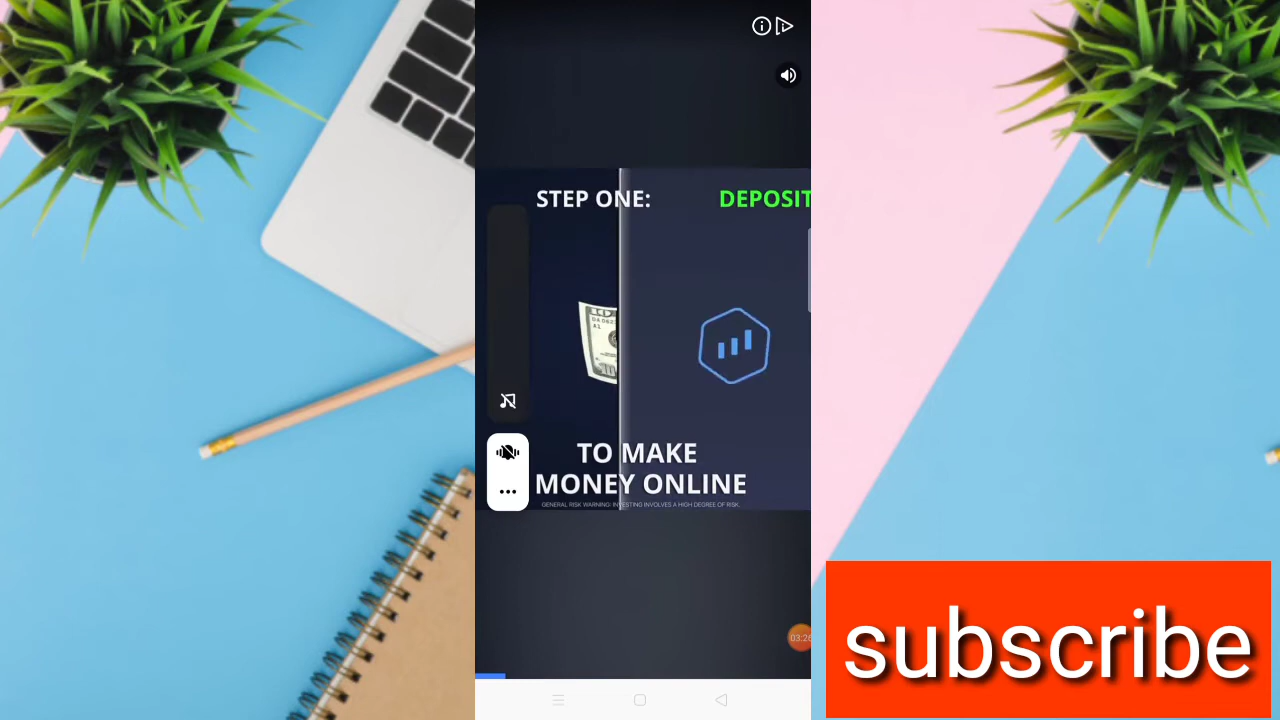 STEP ONE: DEPOSIT
TO MAKE
MONEY ONLINE
GENERAL RISK WARNING: INVESTING INVOLVES A HIGH DEGREE OF RISK.
subscribe